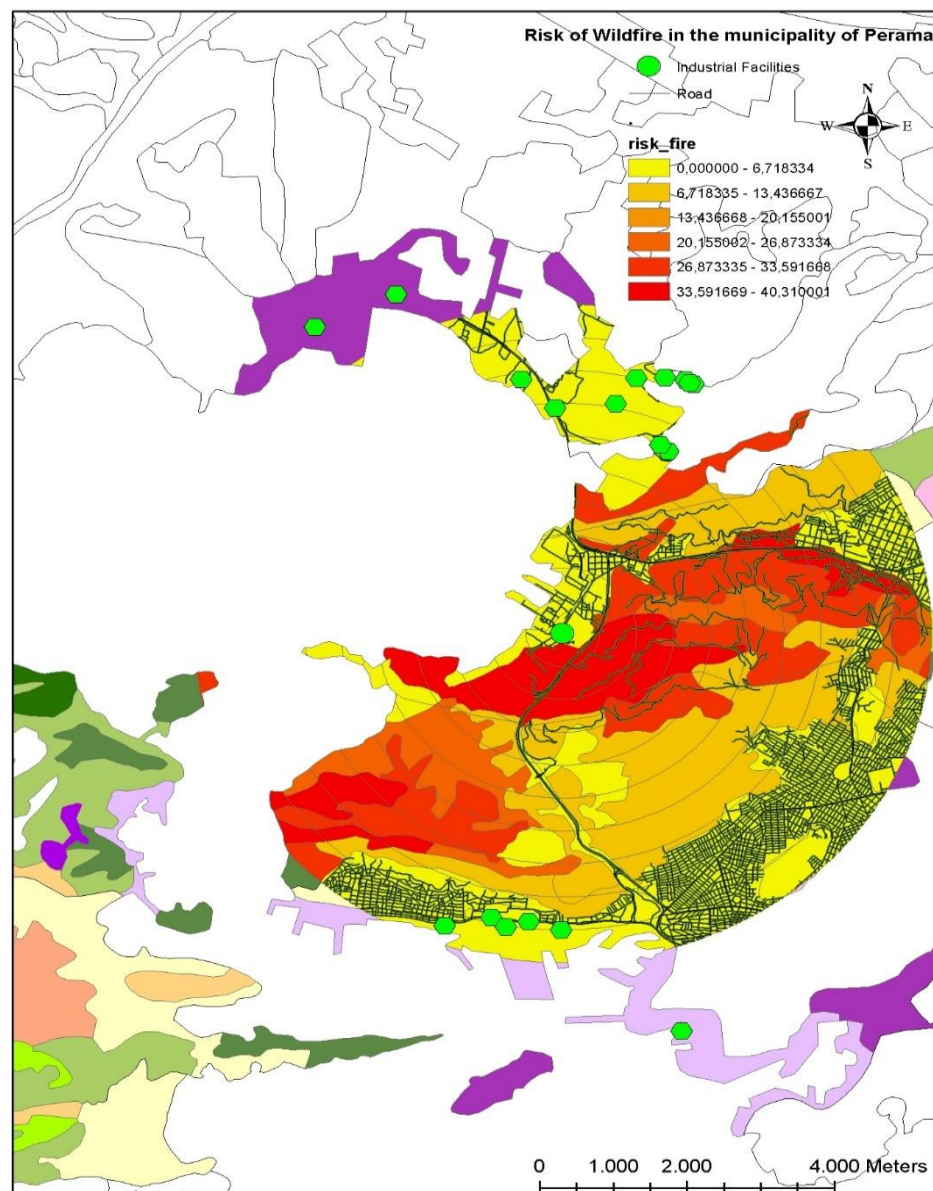 Risk of Wildfire in the municipality of Perama
Industrial Facilities
Road
N
W E
S
risk_fire
0,000000 - 6,718334
6,718335 - 13,436667
13,436668 - 20,155001
20,155002 - 26,873334
26,873335 - 33,591668
33,591669 - 40,310001
0 1.000 2.000 4.000 Meters